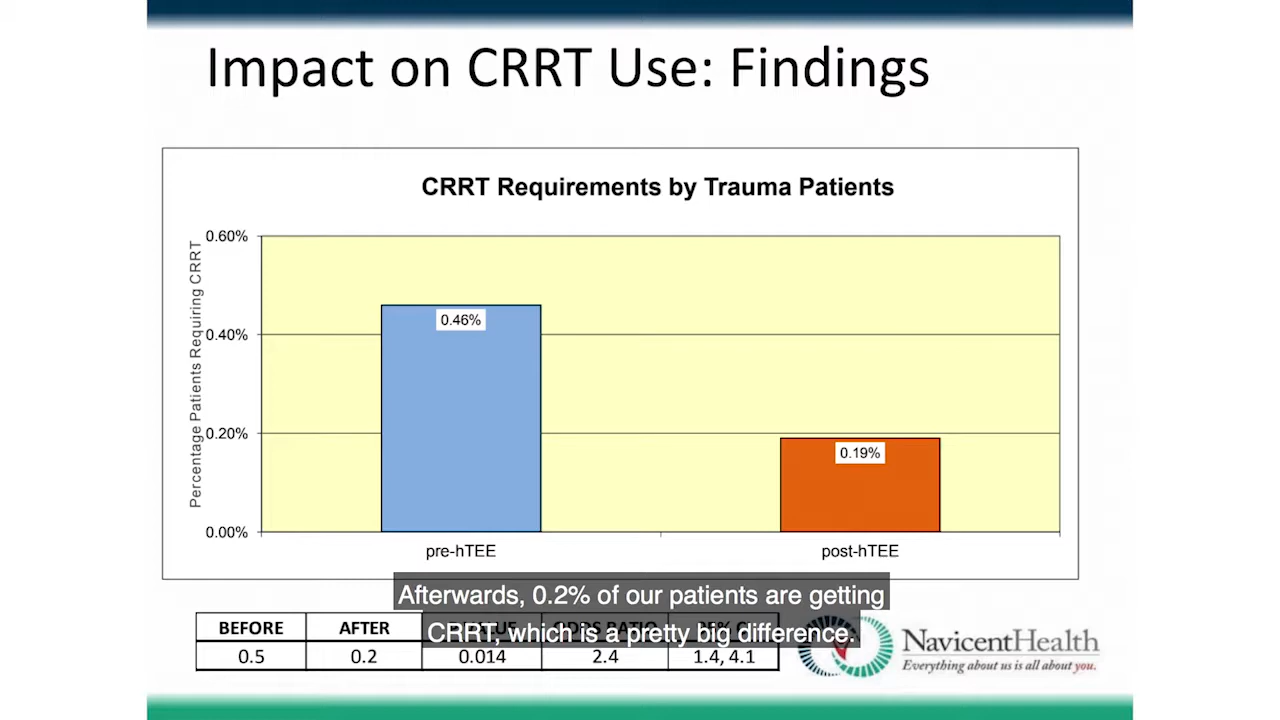 Impact on CRRT Use: Findings
CRRT Requirements by Trauma Patients
Percentage Patients Requiring CRRT
0.60%
0.40%
0.20%
0.00%
0.46%
0.19%
pre-hTEE
post-hTEE
Afterwards, 0.2% of our patients are getting
CRRT, which is a pretty big difference.
BEFORE AFTER
0.5 0.2 0.014 2.4 1.4, 4.1
NavicentHealth
Everything about us is all about you.